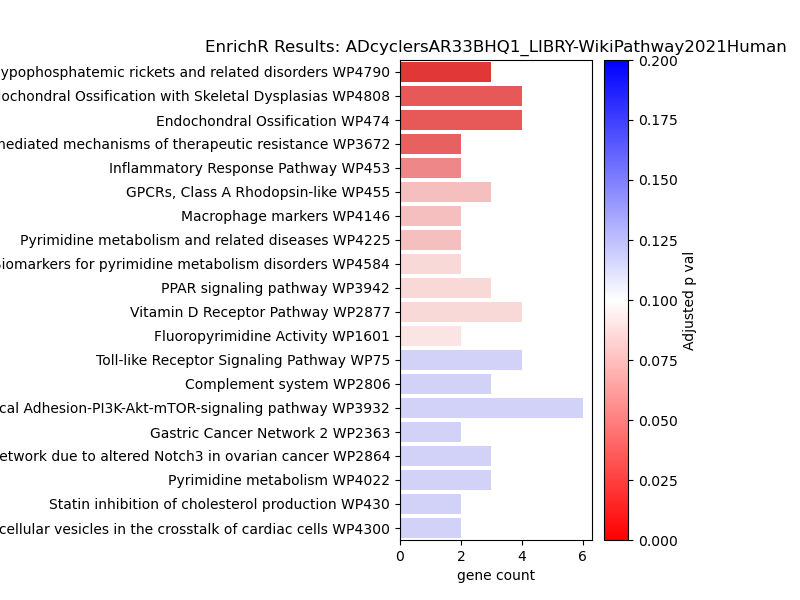 EnrichR Results: ADcyclersAR33BHQ1_LIBRY-WikiPathway2021Human
ypophosphatemic rickets and related disorders WP4790
ochondral Ossification with Skeletal Dysplasias WP4808
Endochondral Ossification WP474
mediated mechanisms of therapeutic resistance WP3672
Inflammatory Response Pathway WP453
GPCRs, Class A Rhodopsin-like WP455
Macrophage markers WP4146
Pyrimidine metabolism and related diseases WP4225
Biomarkers for pyrimidine metabolism disorders WP4584
PPAR signaling pathway WP3942
Vitamin D Receptor Pathway WP2877
Fluoropyrimidine Activity WP1601
Toll-like Receptor Signaling Pathway WP75
Complement system WP2806
cal Adhesion-PI3K-Akt-mTOR-signaling pathway WP3932
Gastric Cancer Network 2 WP2363
etwork due to altered Notch3 in ovarian cancer WP2864
Pyrimidine metabolism WP4022
Statin inhibition of cholesterol production WP430
cellular vesicles in the crosstalk of cardiac cells WP4300
0 2 4 6
gene count
0.200
0.175
0.150
0.125
0.100
0.075
0.050
0.025
0.000
Adjusted p val